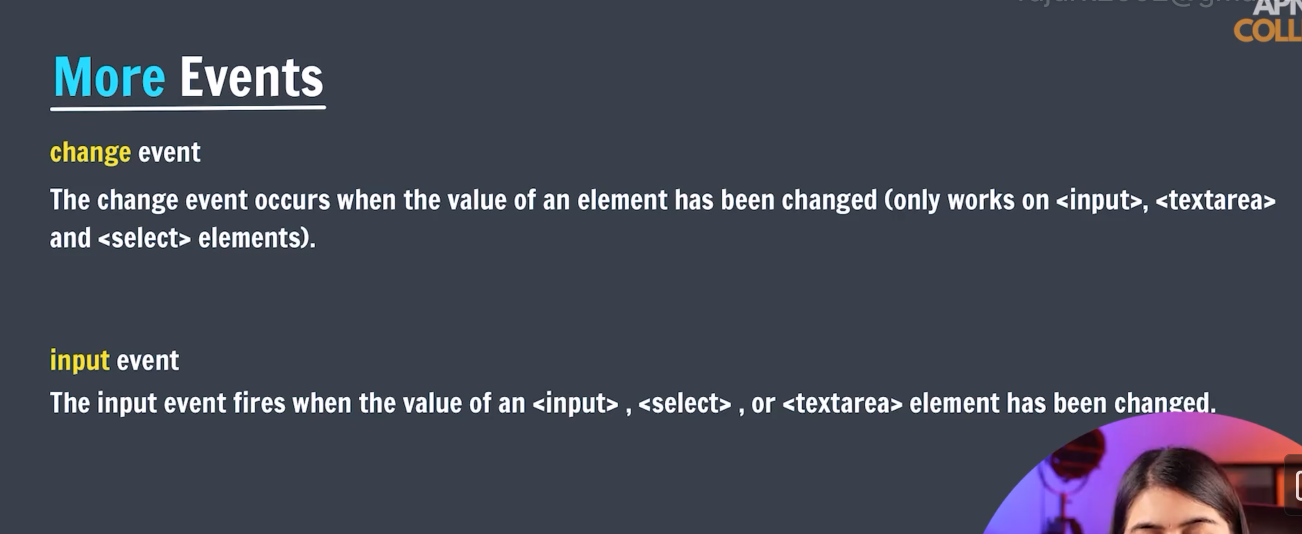 COLL
More Events
change event
The change event occurs when the value of an element has been changed (only works on <input>, <textarea>
and <select> elements).
input event
The input event fires when the value of an <input> , <select> , or <textarea> element has been changed.